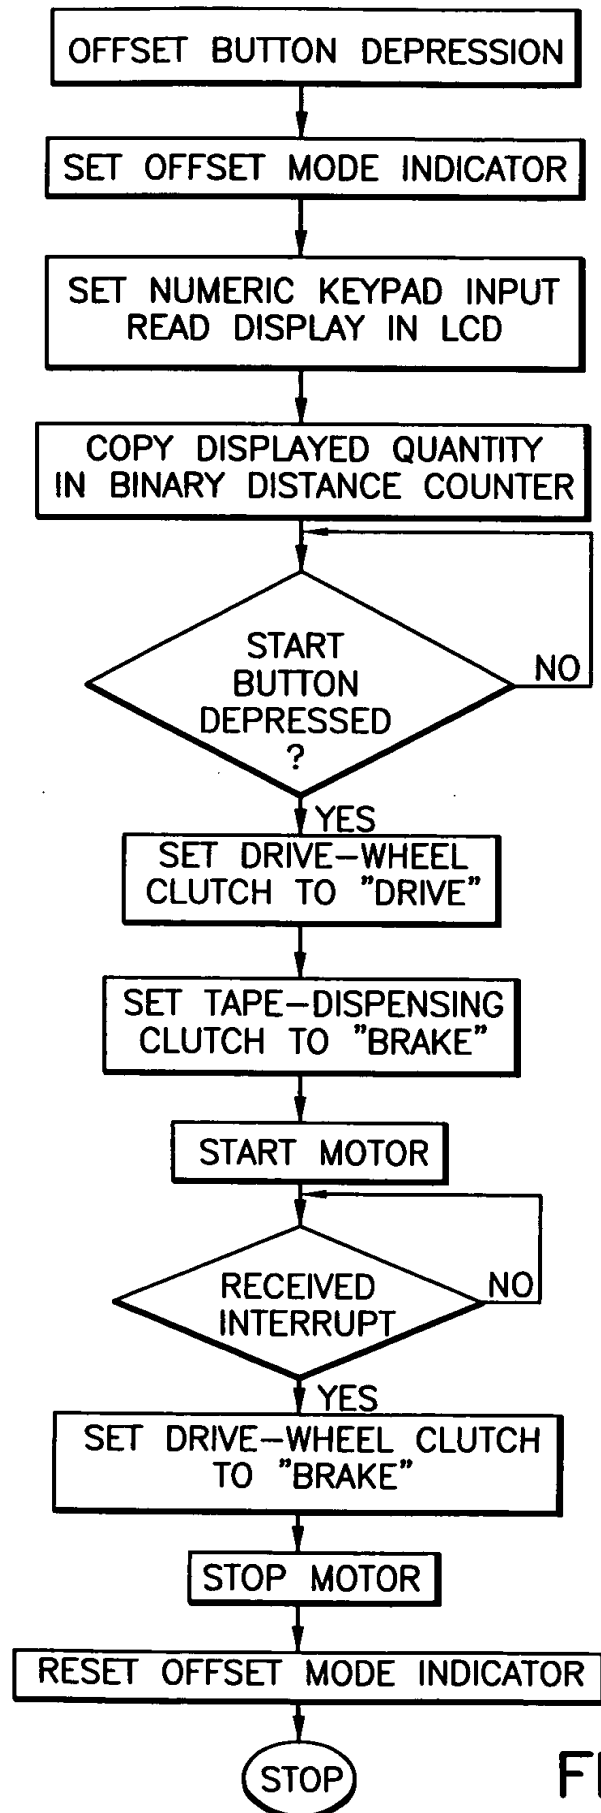 OFFSET BUTTON DEPRESSION
SET OFFSET MODE INDICATOR
SET NUMERIC KEYPAD INPUT
READ DISPLAY IN LCD
COPY DISPLAYED QUANTITY
IN BINARY DISTANCE COUNTER
START
BUTTON
DEPRESSED
?
NO
YES
SET DRIVE-WHEEL
CLUTCH TO "DRIVE"
SET TAPE-DISPENSING
CLUTCH TO "BRAKE"
START MOTOR
RECEIVED
INTERRUPT
NO
YES
SET DRIVE-WHEEL CLUTCH
TO "BRAKE"
STOP MOTOR
RESET OFFSET MODE INDICATOR
STOP